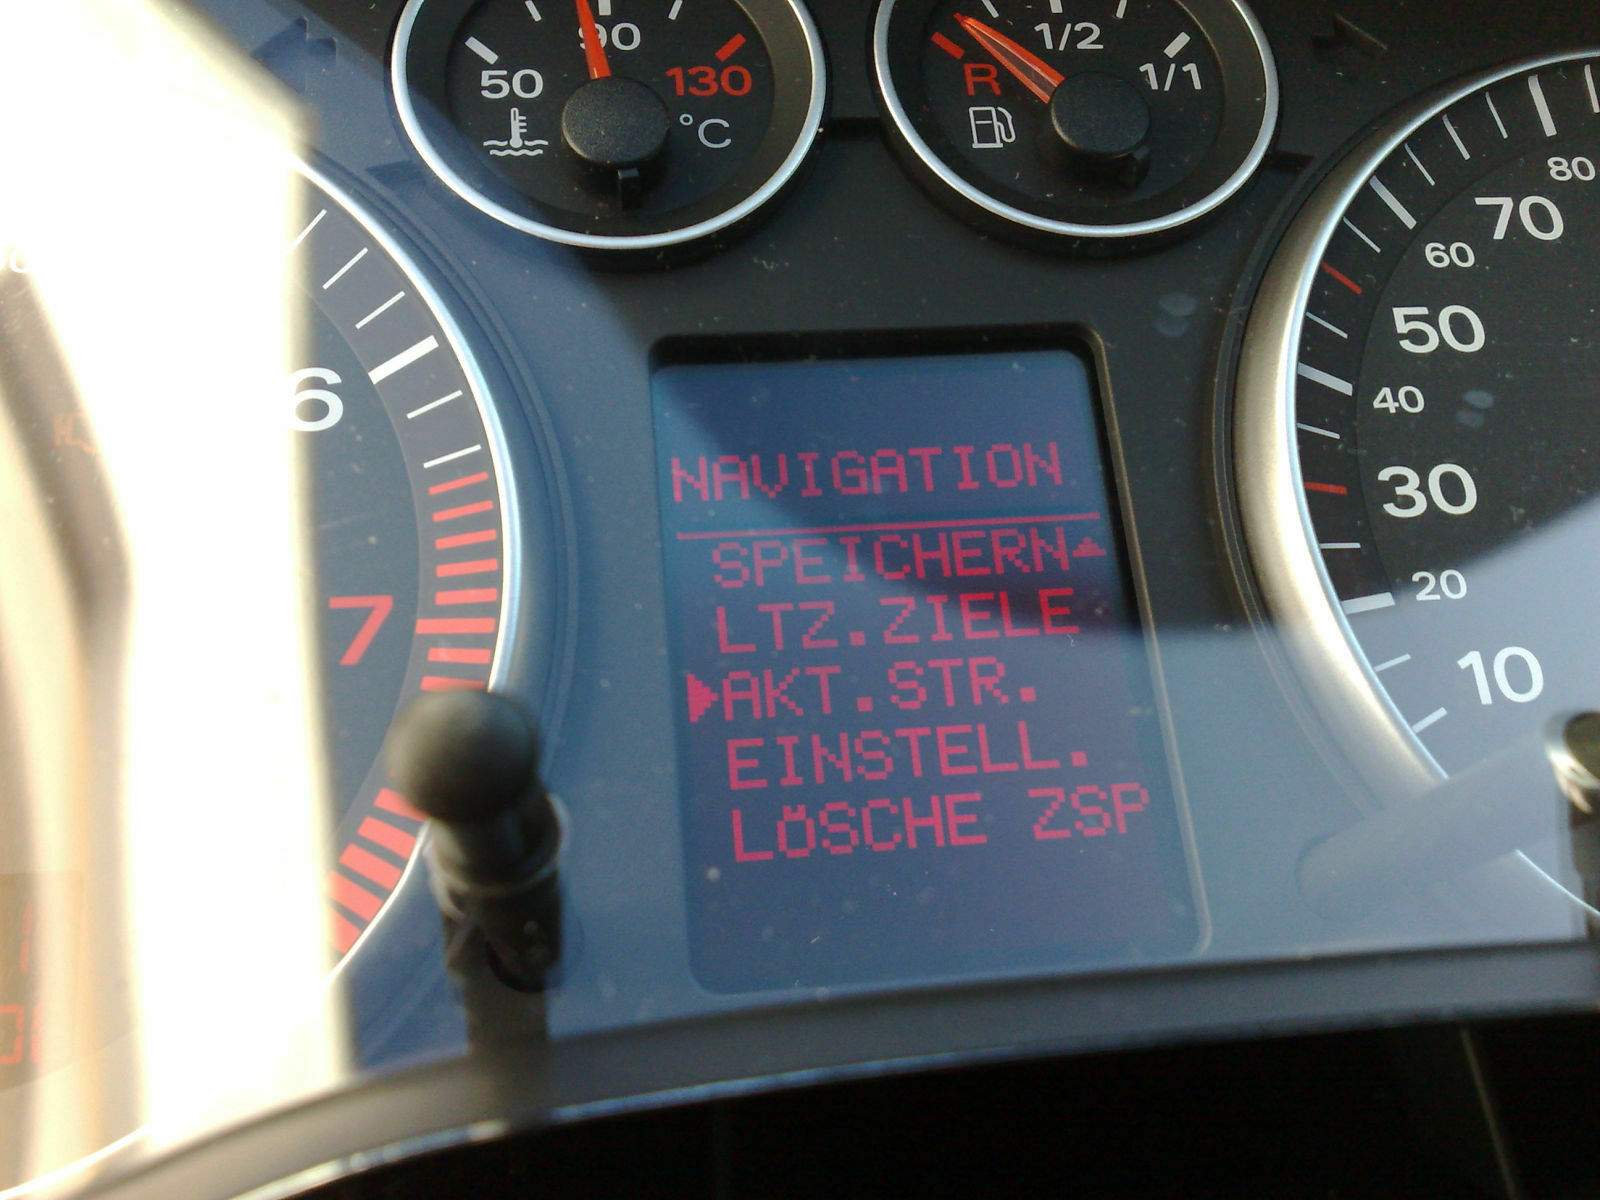 50 90 130
°C
R 1/2 1/1
80
70
60
50
40
30
20
10
6
7
NAVIGATION
SPEICHERN
LTZ.ZIELE
AKT.STR.
EINSTELL.
LÖSCHE ZSP